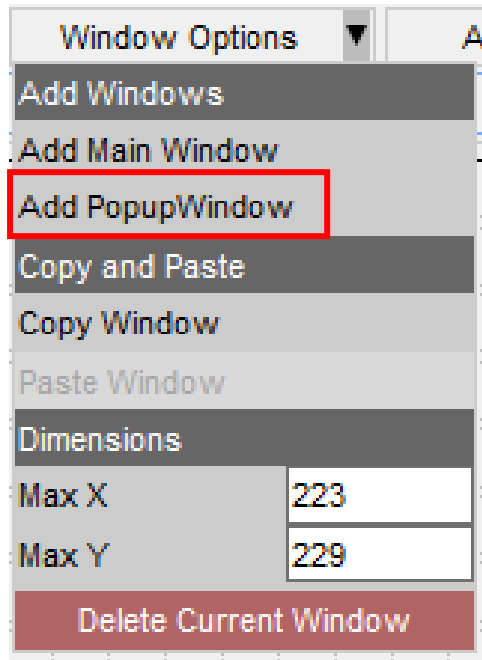 Window Options ▼ A
Add Windows
Add Main Window
Add PopupWindow
Copy and Paste
Copy Window
Paste Window
Dimensions
Max X 223
Max Y 229
Delete Current Window